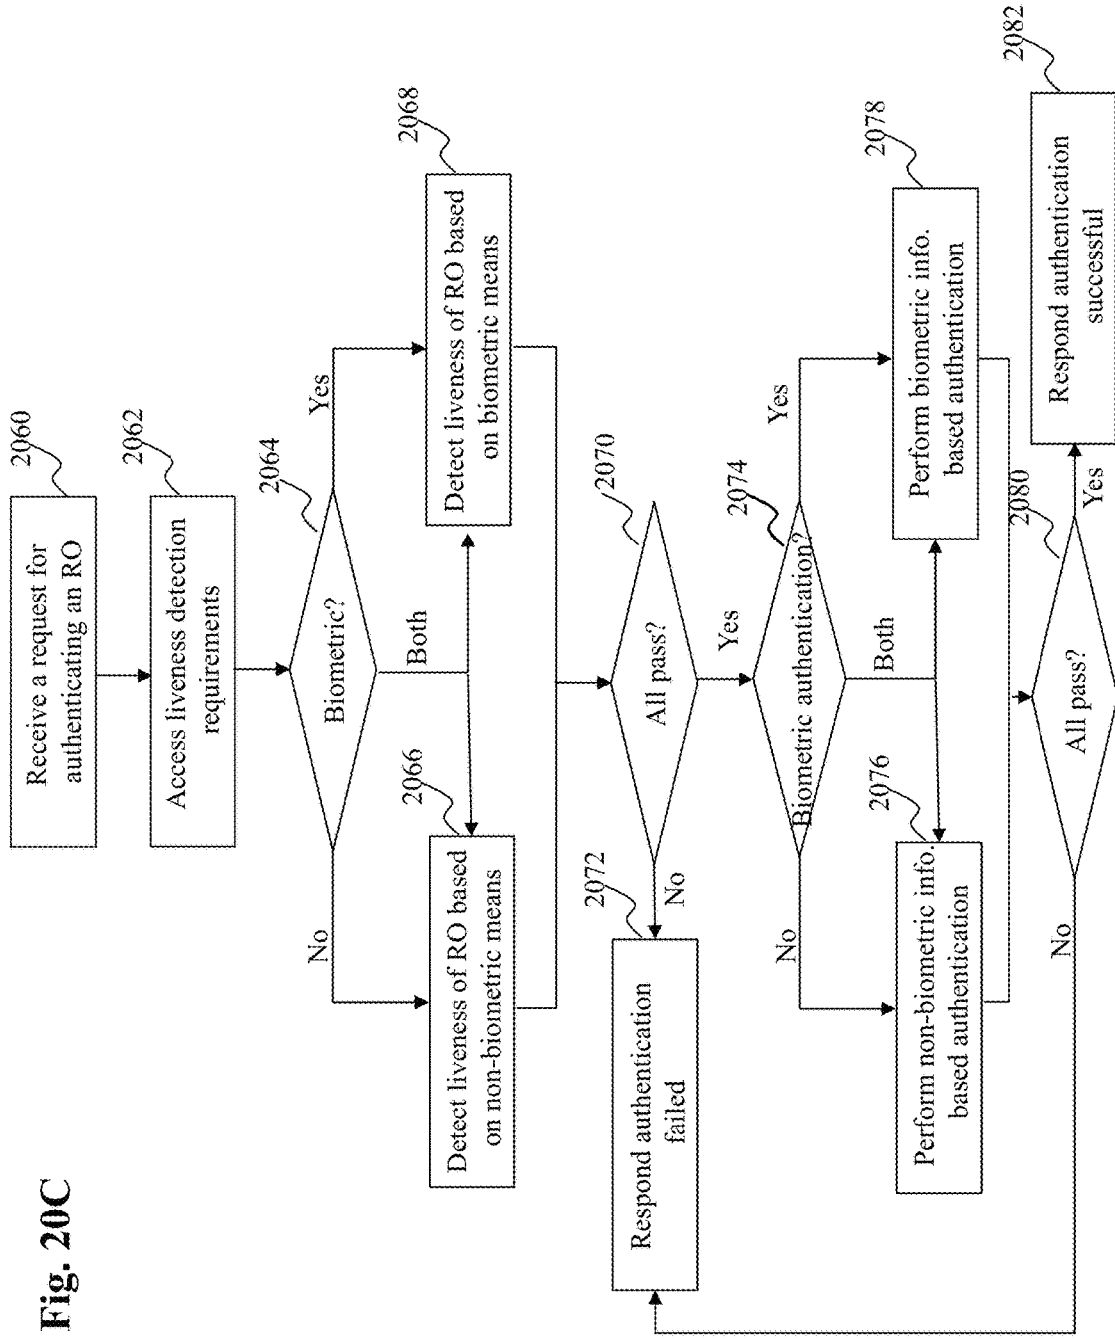 Fig. 20C
2060
Receive a request for
authenticating an RO
2062
Access liveness detection
requirements
2064
Biometric?
No
Both
Yes
2066
Detect liveness of RO based
on non-biometric means
2068
Detect liveness of RO based
on biometric means
2070
All pass?
No
Yes
2072
Respond authentication
failed
2074
Biometric authentication?
No
Both
Yes
2076
Perform non-biometric info.
based authentication
2078
Perform biometric info.
based authentication
2080
All pass?
No
Yes
2082
Respond authentication
successful